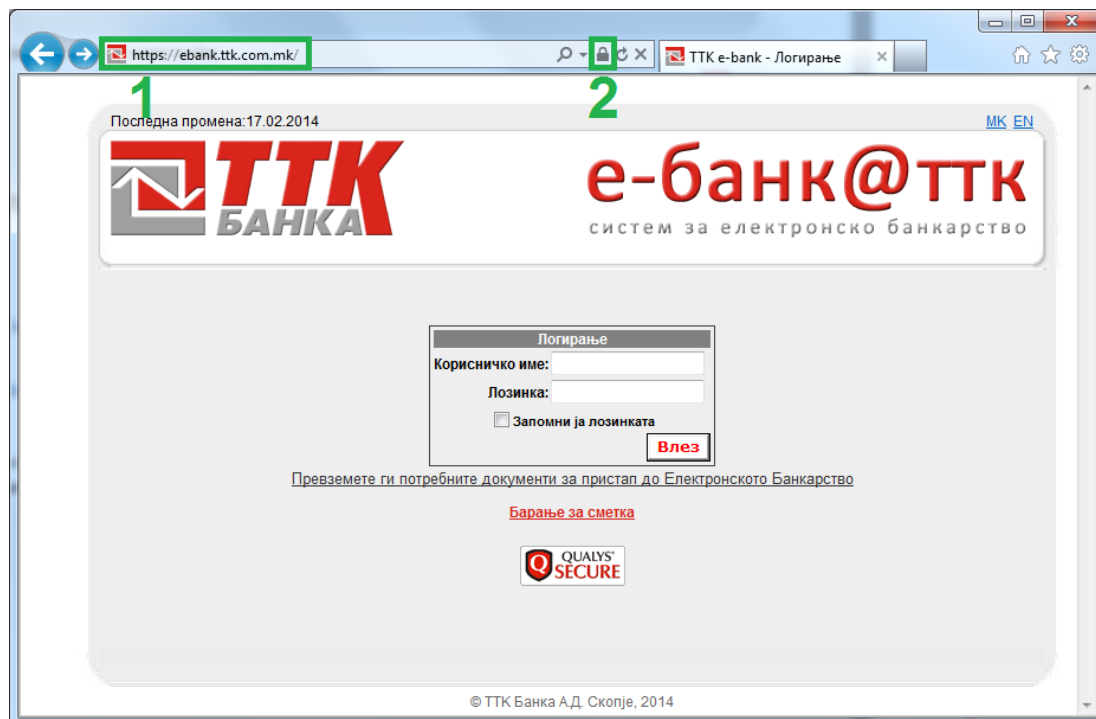 https://ebank.ttk.com.mk/
ТТК e-bank - Логирање
1
2
Последна промена:17.02.2014
MK EN
ТТК
БАНКА
е-банк@ттк
систем за електронско банкарство
Логирање
Корисничко име:
Лозинка:
Запомни ја лозинката
Влез
Превземете ги потребните документи за пристап до Електронското Банкарство
Барање за сметка
QUALYS®
SECURE
© ТТК Банка А.Д. Скопје, 2014